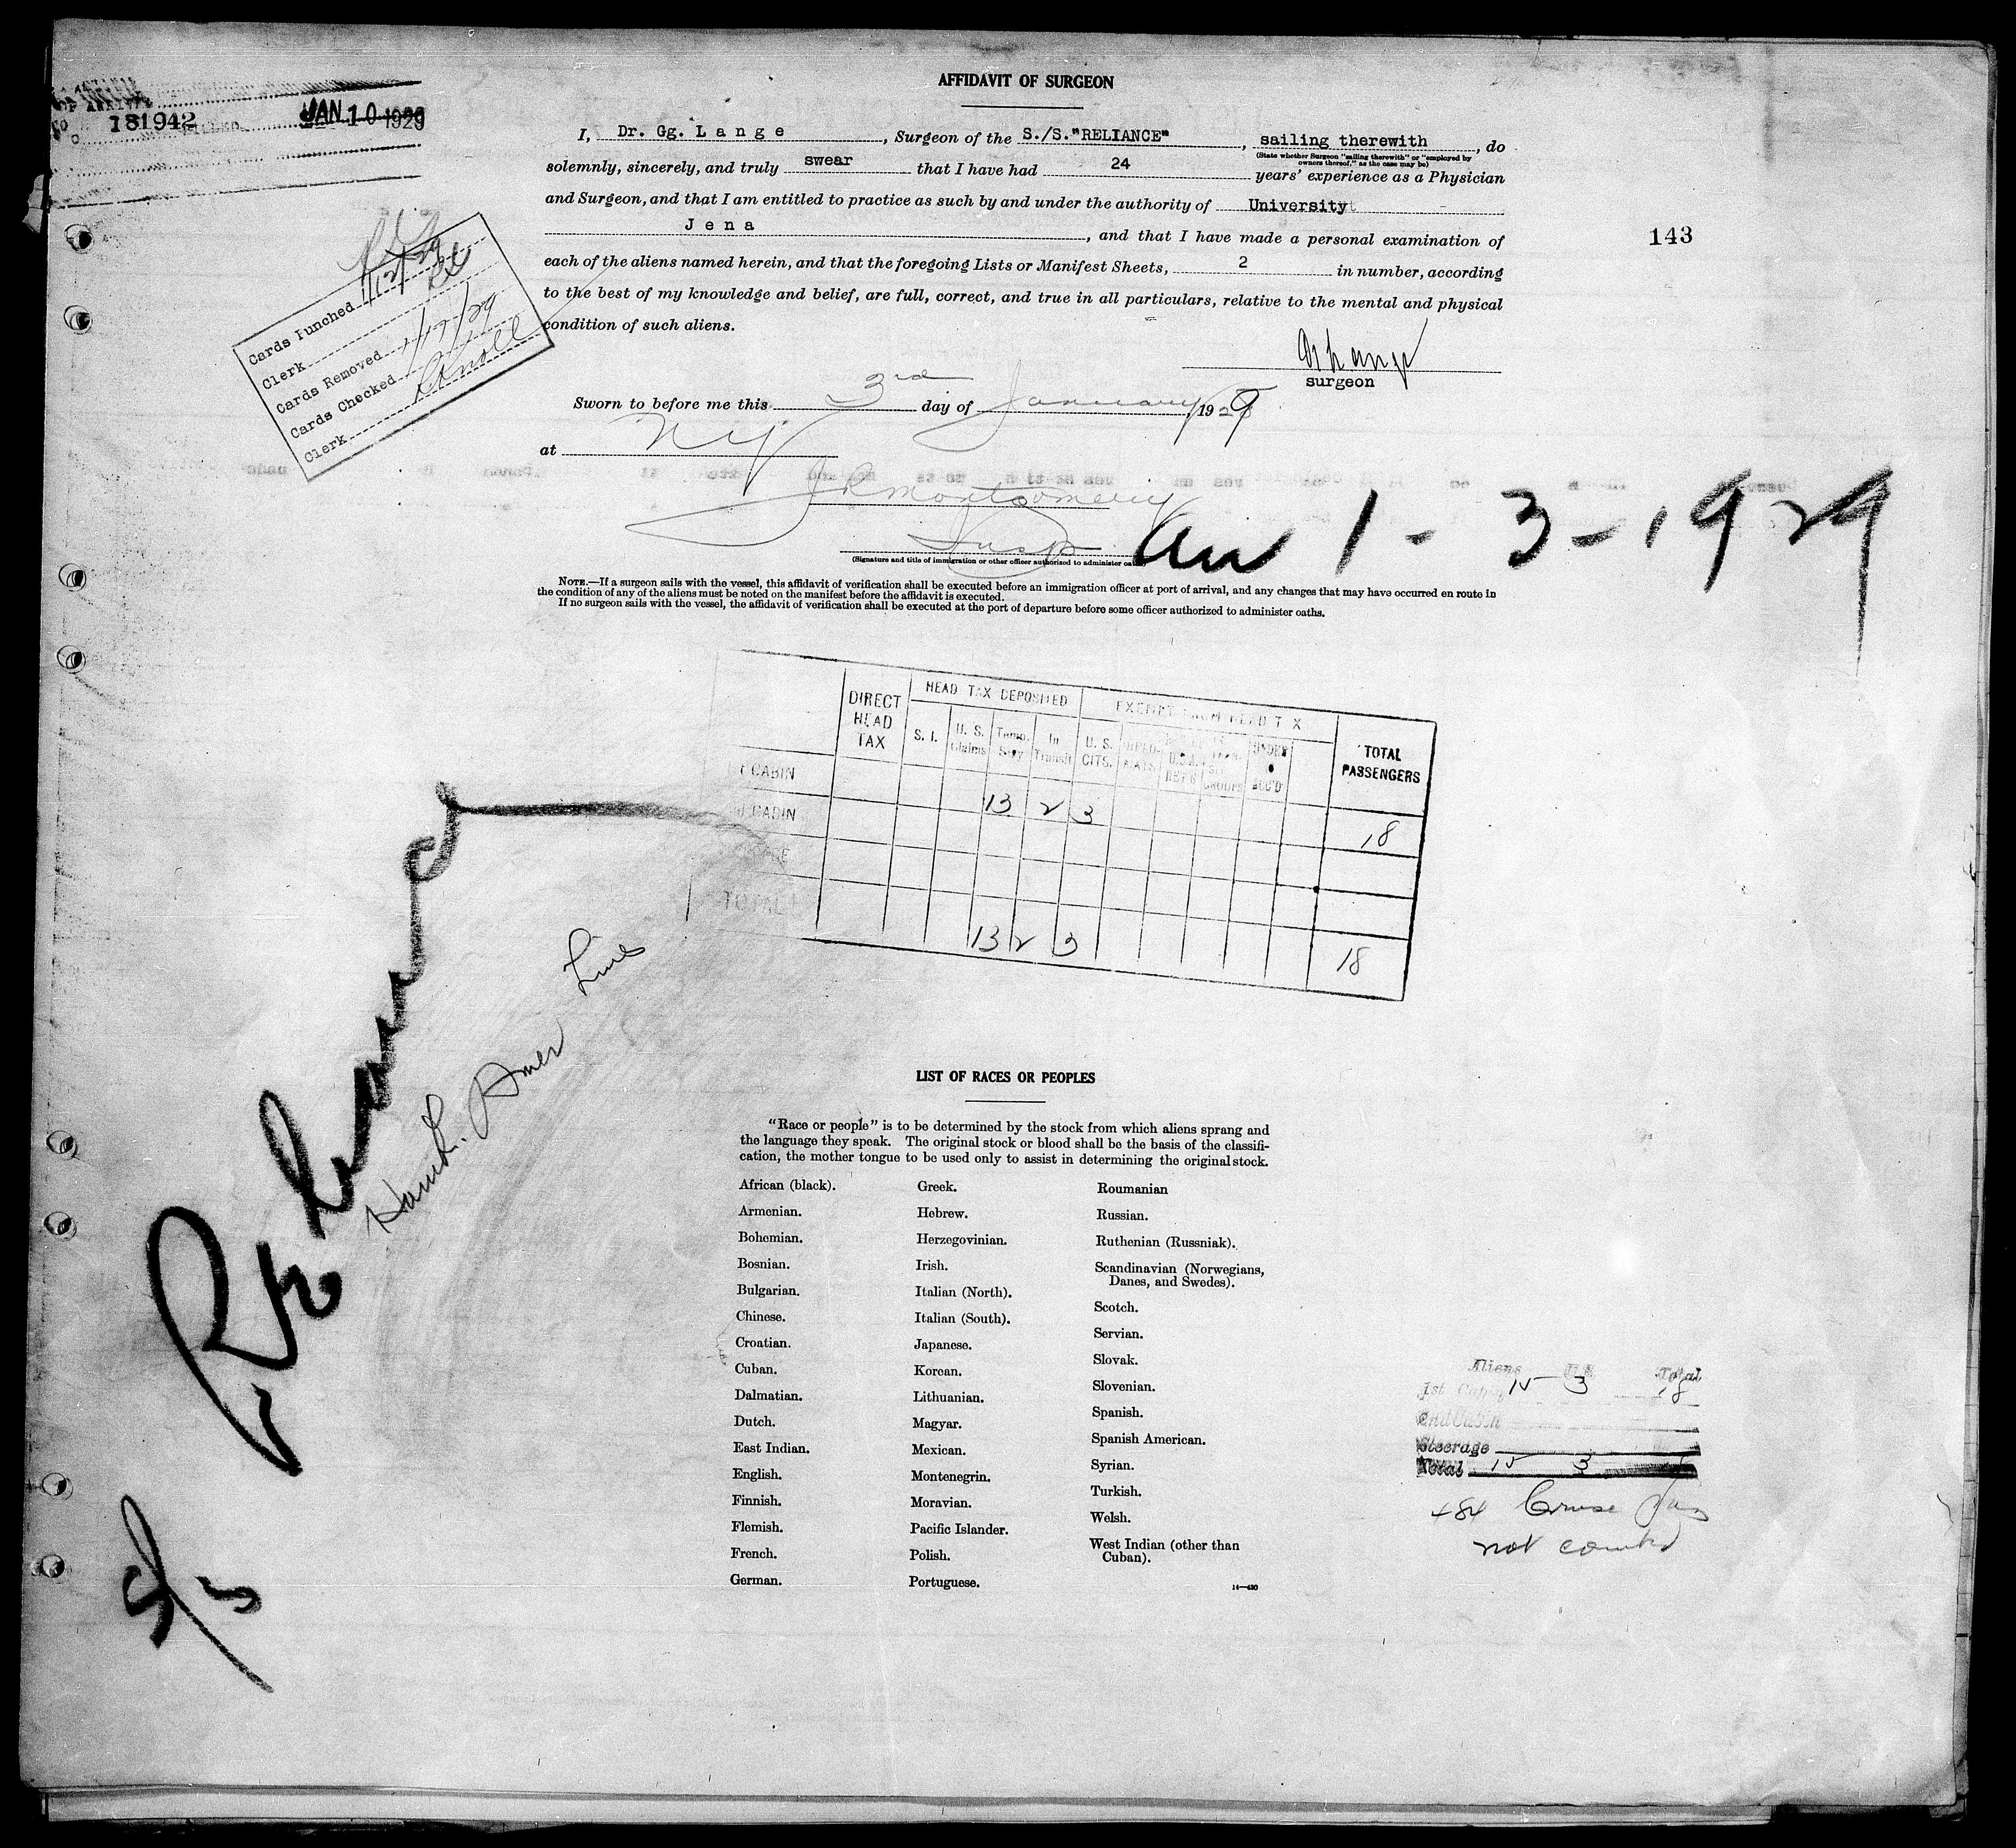 AFFIDAVIT OF SURGEON
181942
JAN 10 1929
I, Dr. Gg. Lange, Surgeon of the S./S."RELIANCE", sailing therewith, do
(State whether Surgeon "sailing therewith" or "employed by owners thereof," as the case may be)
solemnly, sincerely, and truly swear that I have had 24 years' experience as a Physician
and Surgeon, and that I am entitled to practice as such by and under the authority of University
Jena, and that I have made a personal examination of
each of the aliens named herein, and that the foregoing Lists or Manifest Sheets, 2 in number, according
to the best of my knowledge and belief, are full, correct, and true in all particulars, relative to the mental and physical
condition of such aliens.
143
surgeon
Sworn to before me this 3rd day of January, 1929
at NY
Cards Punched 1/12/29
Clerk
Cards Removed 1/17/29
Cards Checked
Clerk
JR Montgomery
Insp
(Signature and title of immigration or other officer authorized to administer oaths)
Arr 1-3-1929
NOTE.—If a surgeon sails with the vessel, this affidavit of verification shall be executed before an immigration officer at port of arrival, and any changes that may have occurred en route in
the condition of any of the aliens must be noted on the manifest before the affidavit is executed.
If no surgeon sails with the vessel, the affidavit of verification shall be executed at the port of departure before some officer authorized to administer oaths.
DIRECT HEAD TAX
HEAD TAX DEPOSITED
EXEMPT FROM HEAD TAX
TOTAL PASSENGERS
S. I.
U. S. Claims
In Transit
U. S. CITS.
CABIN
13 2 3 18
CABIN
TOTAL
13 2 3 18
S/S Reliance
Hamb. Amer Line
LIST OF RACES OR PEOPLES
"Race or people" is to be determined by the stock from which aliens sprang and
the language they speak. The original stock or blood shall be the basis of the classifi-
cation, the mother tongue to be used only to assist in determining the original stock.
African (black).
Armenian.
Bohemian.
Bosnian.
Bulgarian.
Chinese.
Croatian.
Cuban.
Dalmatian.
Dutch.
East Indian.
English.
Finnish.
Flemish.
French.
German.
Greek.
Hebrew.
Herzegovinian.
Irish.
Italian (North).
Italian (South).
Japanese.
Korean.
Lithuanian.
Magyar.
Mexican.
Montenegrin.
Moravian.
Pacific Islander.
Polish.
Portuguese.
Roumanian
Russian.
Ruthenian (Russniak).
Scandinavian (Norwegians,
Danes, and Swedes).
Scotch.
Servian.
Slovak.
Slovenian.
Spanish.
Spanish American.
Syrian.
Turkish.
Welsh.
West Indian (other than
Cuban).
Aliens US Total
1st Cabin 15 3 18
2nd Cabin
Steerage
Total 15 3 18
484 Cruise Pass
not counted